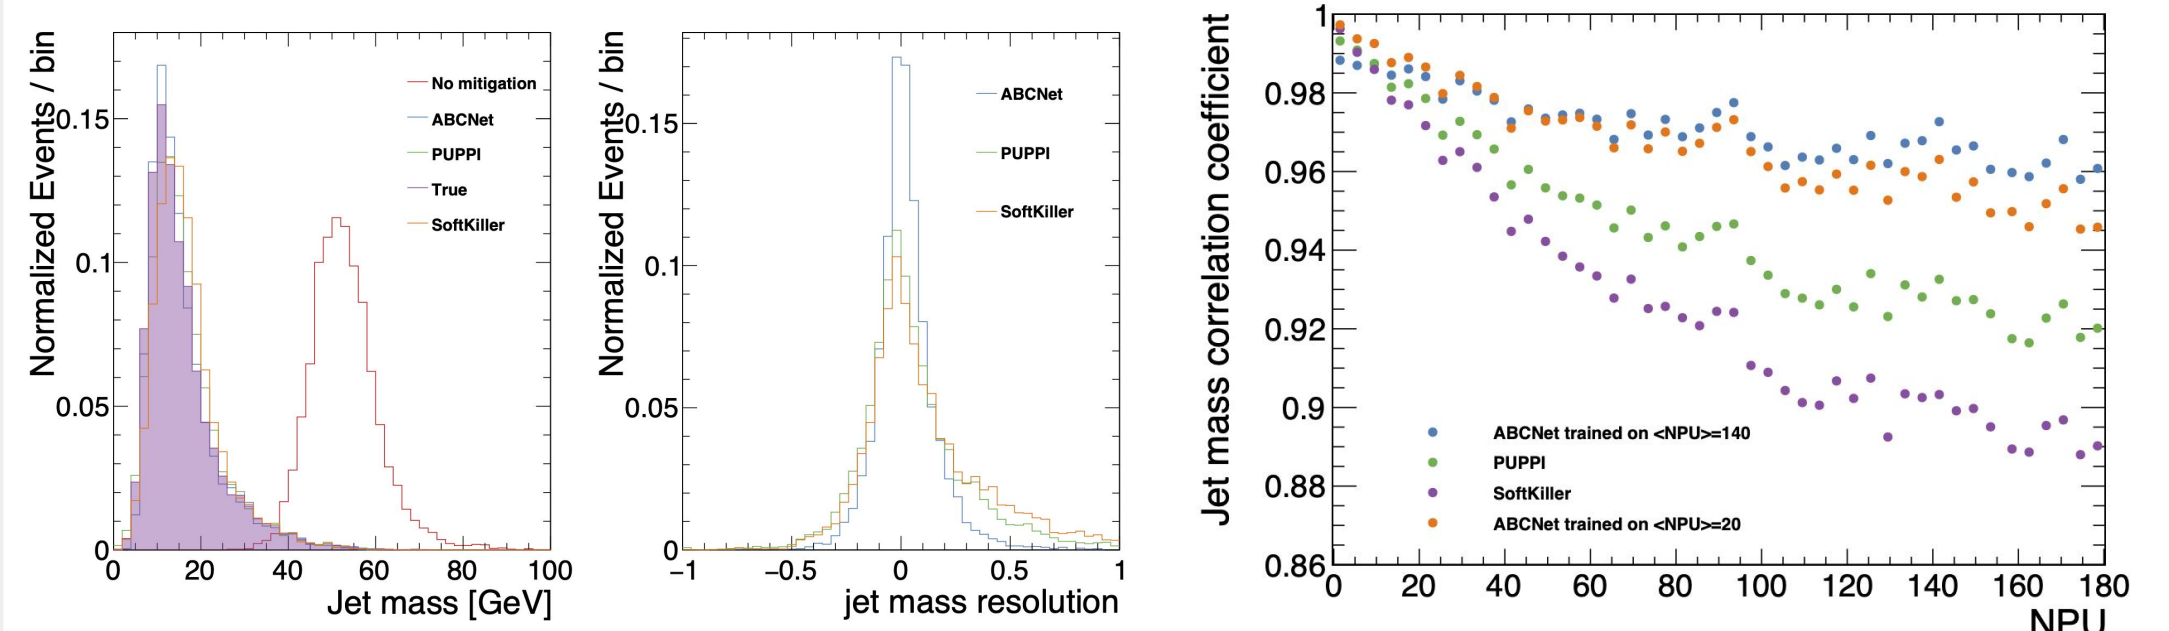 Normalized Events / bin
0.15
0.1
0.05
0
0 20 40 60 80 100
Jet mass [GeV]
No mitigation
ABCNet
PUPPI
True
SoftKiller
Normalized Events / bin
0.15
0.1
0.05
0
−1 −0.5 0 0.5 1
jet mass resolution
ABCNet
PUPPI
SoftKiller
Jet mass correlation coefficient
1
0.98
0.96
0.94
0.92
0.9
0.88
0.86
0 20 40 60 80 100 120 140 160 180
NPU
ABCNet trained on <NPU>=140
PUPPI
SoftKiller
ABCNet trained on <NPU>=20